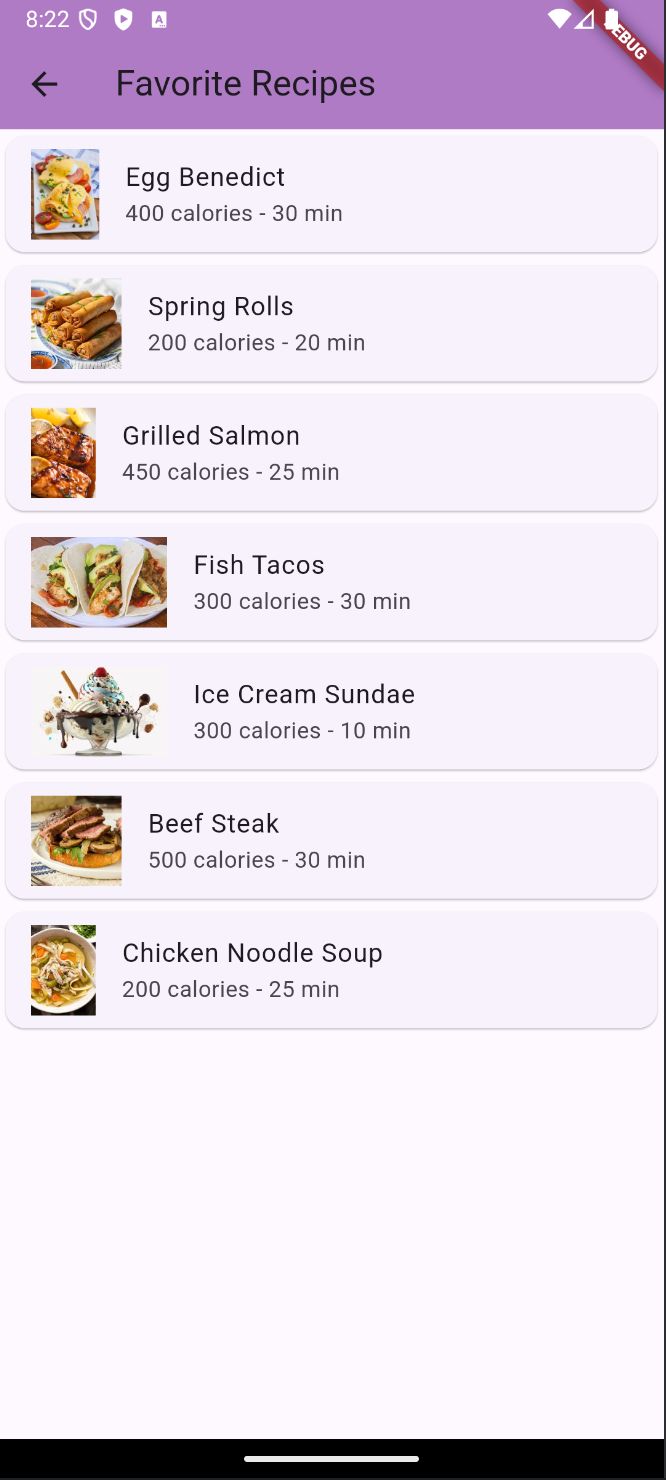 8:22
DEBUG
Favorite Recipes
Egg Benedict
400 calories - 30 min
Spring Rolls
200 calories - 20 min
Grilled Salmon
450 calories - 25 min
Fish Tacos
300 calories - 30 min
Ice Cream Sundae
300 calories - 10 min
Beef Steak
500 calories - 30 min
Chicken Noodle Soup
200 calories - 25 min